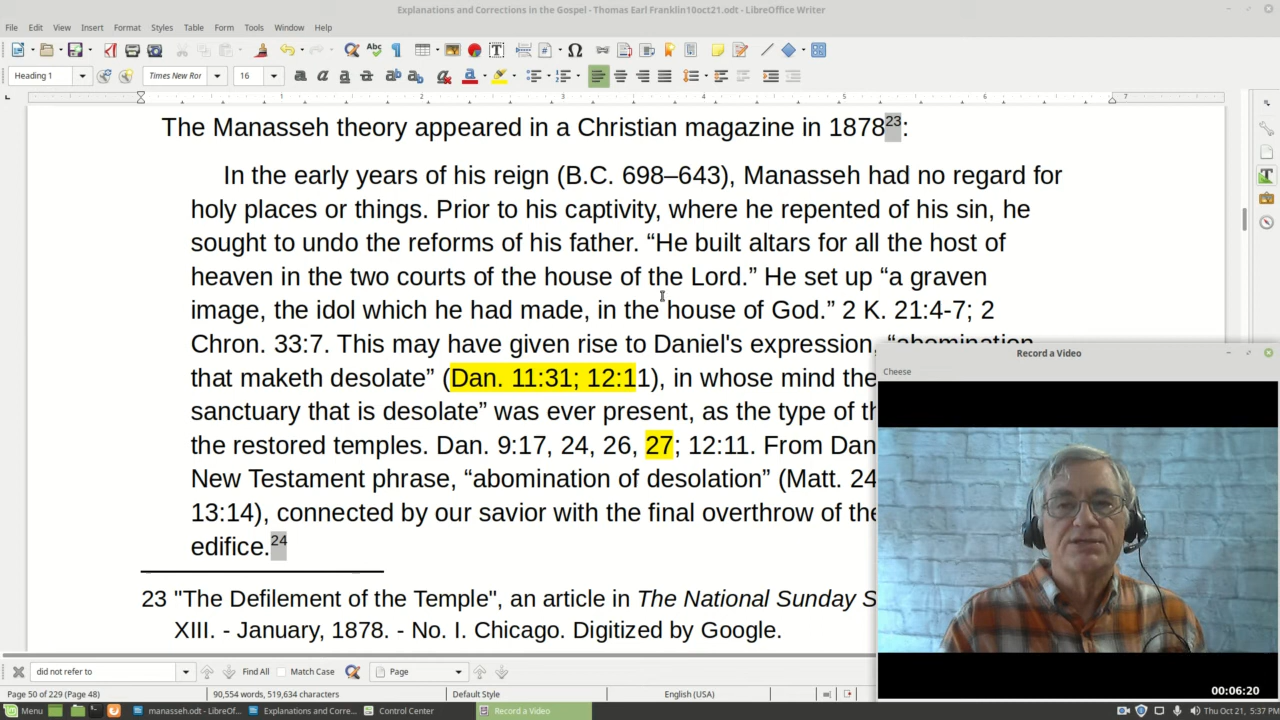 Explanations and Corrections in the Gospel - Thomas Earl Franklin10oct21.odt - LibreOffice Writer
File Edit View Insert Format Styles Table Form Tools Window Help
Heading 1 Times New Ror 16
1 2 3 4 5 6 7
The Manasseh theory appeared in a Christian magazine in 1878²³:
In the early years of his reign (B.C. 698–643), Manasseh had no regard for
holy places or things. Prior to his captivity, where he repented of his sin, he
sought to undo the reforms of his father. “He built altars for all the host of
heaven in the two courts of the house of the Lord.” He set up “a graven
image, the idol which he had made, in the house of God.” 2 K. 21:4-7; 2
Chron. 33:7. This may have given rise to Daniel's expression, “abomination
that maketh desolate” (Dan. 11:31; 12:11), in whose mind the
sanctuary that is desolate” was ever present, as the type of
the restored temples. Dan. 9:17, 24, 26, 27; 12:11. From Dan
New Testament phrase, “abomination of desolation” (Matt. 24
13:14), connected by our savior with the final overthrow of the
edifice.²⁴
23 "The Defilement of the Temple", an article in The National Sunday S
XIII. - January, 1878. - No. I. Chicago. Digitized by Google.
Record a Video
Cheese
00:06:20
did not refer to Find All Match Case Page
Page 50 of 229 (Page 48) 90,554 words, 519,634 characters Default Style English (USA)
Menu manasseh.odt - LibreOf... Explanations and Corre... Control Center Record a Video Thu Oct 21, 5:37 PM